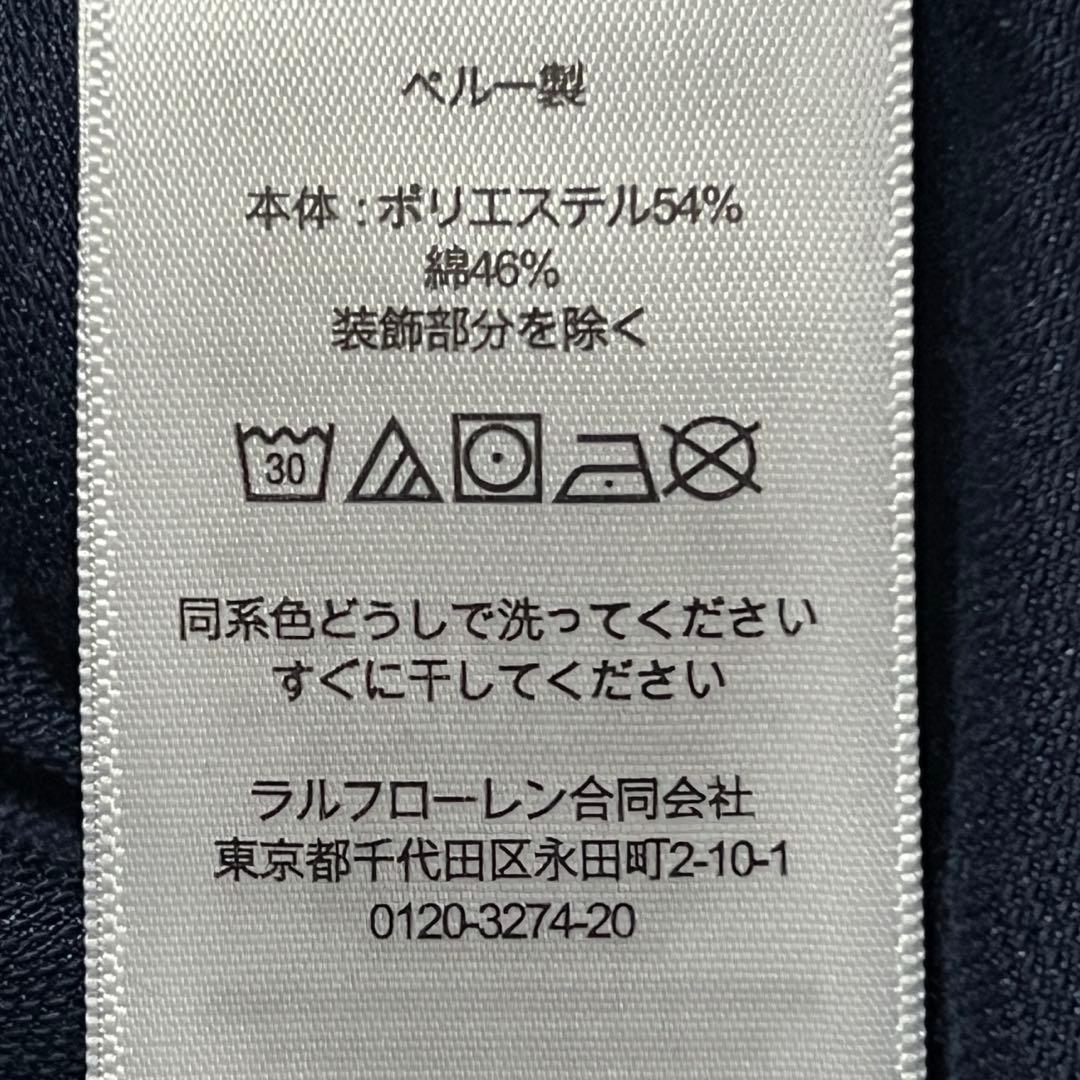 ペルー製
本体 : ポリエステル54%
綿46%
装飾部分を除く
30
同系色どうしで洗ってください
すぐに干してください
ラルフローレン合同会社
東京都千代田区永田町2-10-1
0120-3274-20